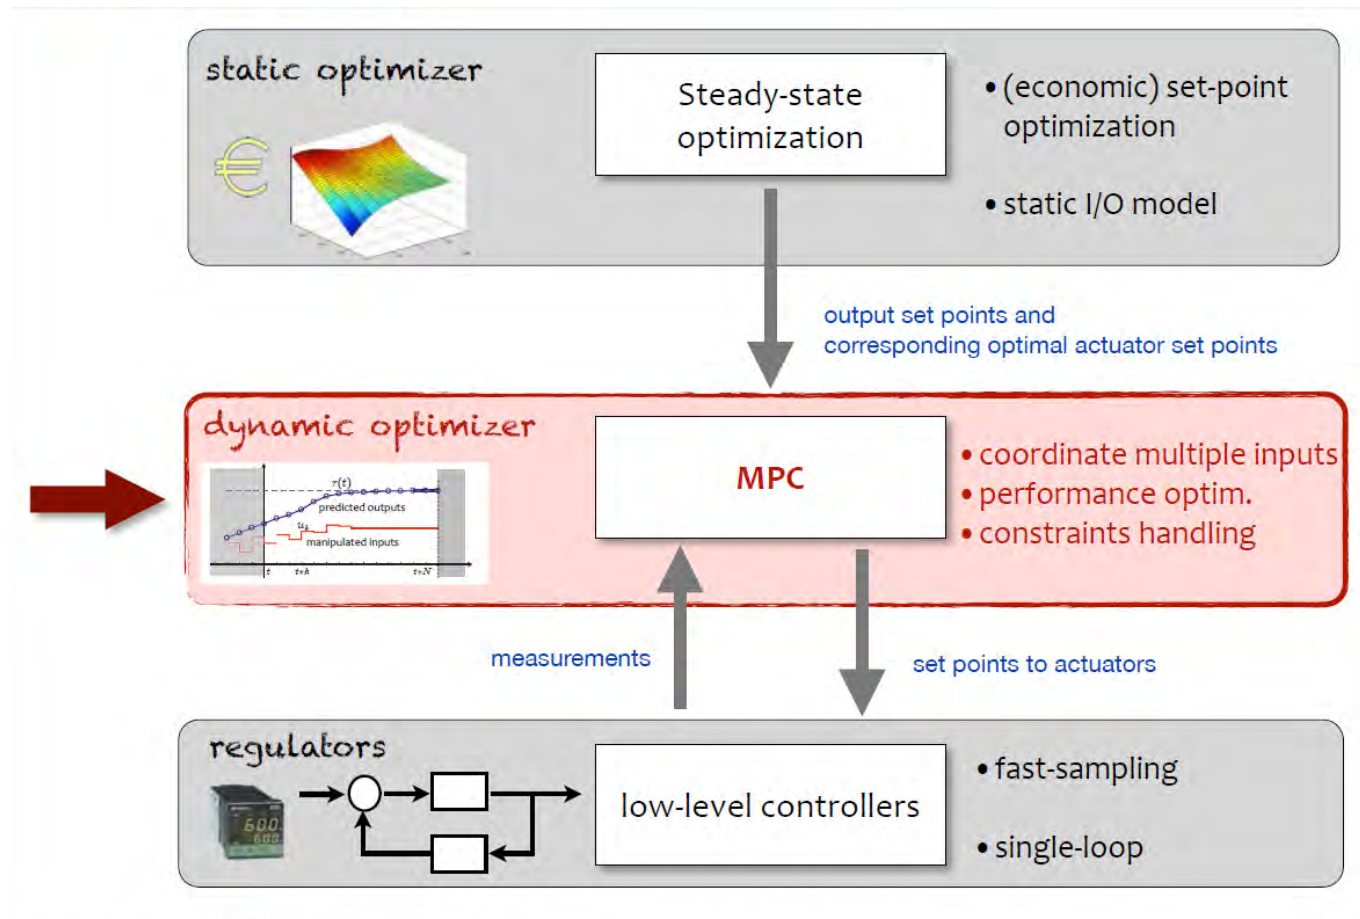 static optimizer
€
Steady-state
optimization
• (economic) set-point
optimization
• static I/O model
output set points and
corresponding optimal actuator set points
dynamic optimizer
r(t)
predicted outputs
manipulated inputs
t
t+k
t+N
MPC
• coordinate multiple inputs
• performance optim.
• constraints handling
measurements
set points to actuators
regulators
600
600
low-level controllers
• fast-sampling
• single-loop